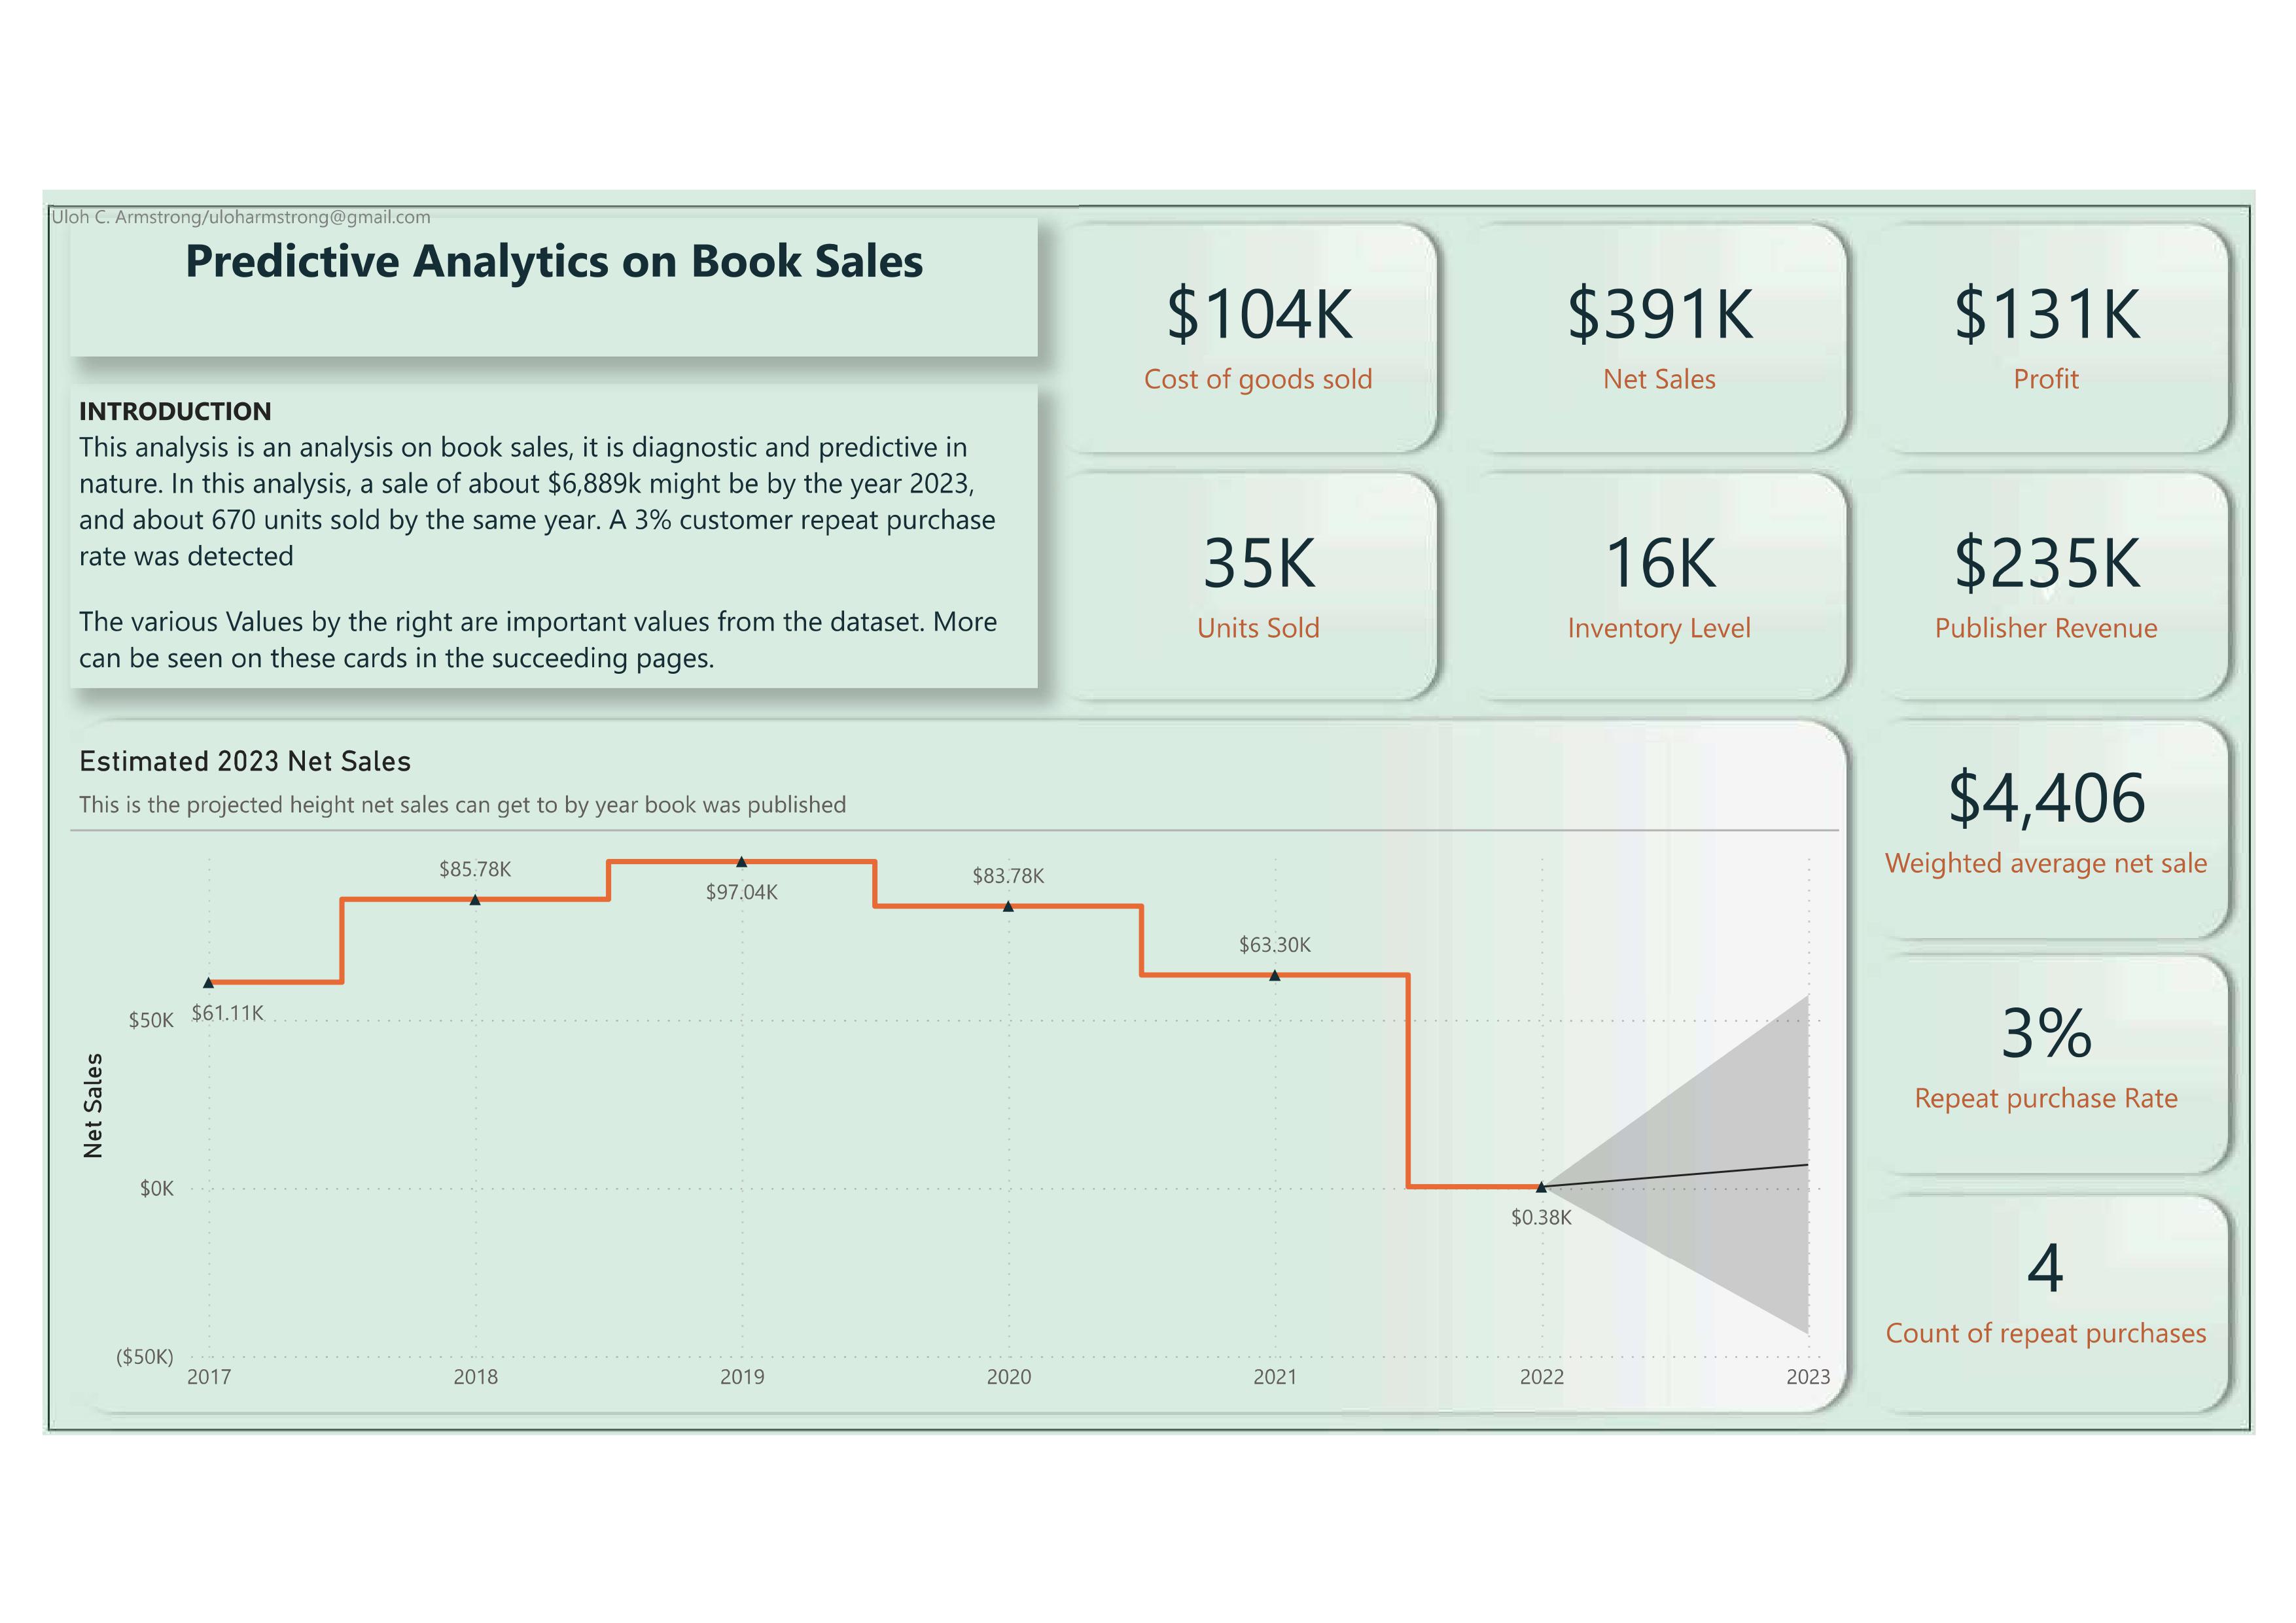 Uloh C. Armstrong/uloharmstrong@gmail.com
Predictive Analytics on Book Sales
INTRODUCTION
This analysis is an analysis on book sales, it is diagnostic and predictive in
nature. In this analysis, a sale of about $6,889k might be by the year 2023,
and about 670 units sold by the same year. A 3% customer repeat purchase
rate was detected
The various Values by the right are important values from the dataset. More
can be seen on these cards in the succeeding pages.
$104K
Cost of goods sold
$391K
Net Sales
$131K
Profit
35K
Units Sold
16K
Inventory Level
$235K
Publisher Revenue
Estimated 2023 Net Sales
This is the projected height net sales can get to by year book was published
$85.78K
$97.04K
$83.78K
$63.30K
$61.11K
$0.38K
Net Sales
$50K
$0K
($50K)
2017
2018
2019
2020
2021
2022
2023
$4,406
Weighted average net sale
3%
Repeat purchase Rate
4
Count of repeat purchases